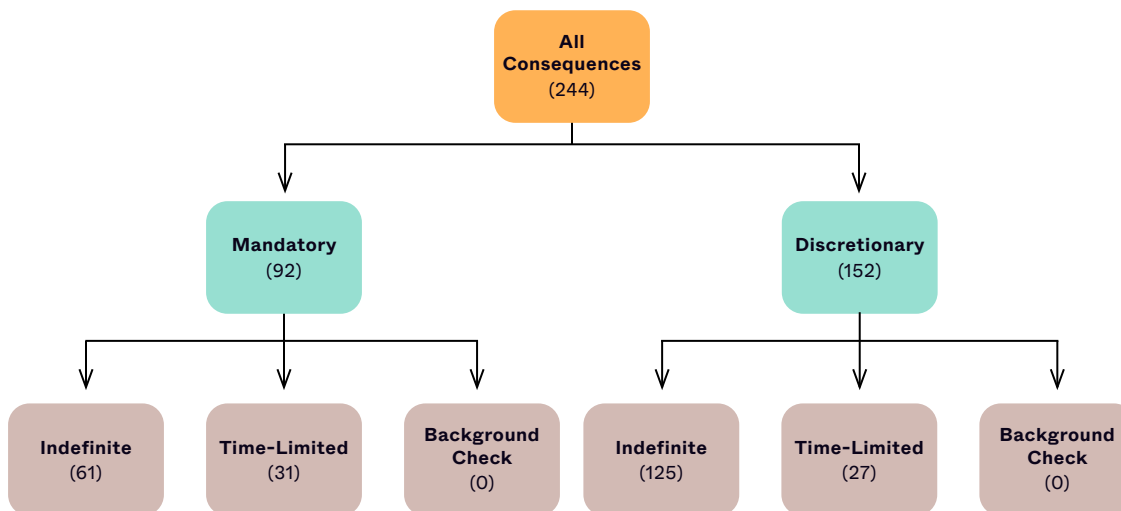 All
Consequences
(244)
Mandatory
(92)
Discretionary
(152)
Indefinite
(61)
Time-Limited
(31)
Background
Check
(0)
Indefinite
(125)
Time-Limited
(27)
Background
Check
(0)